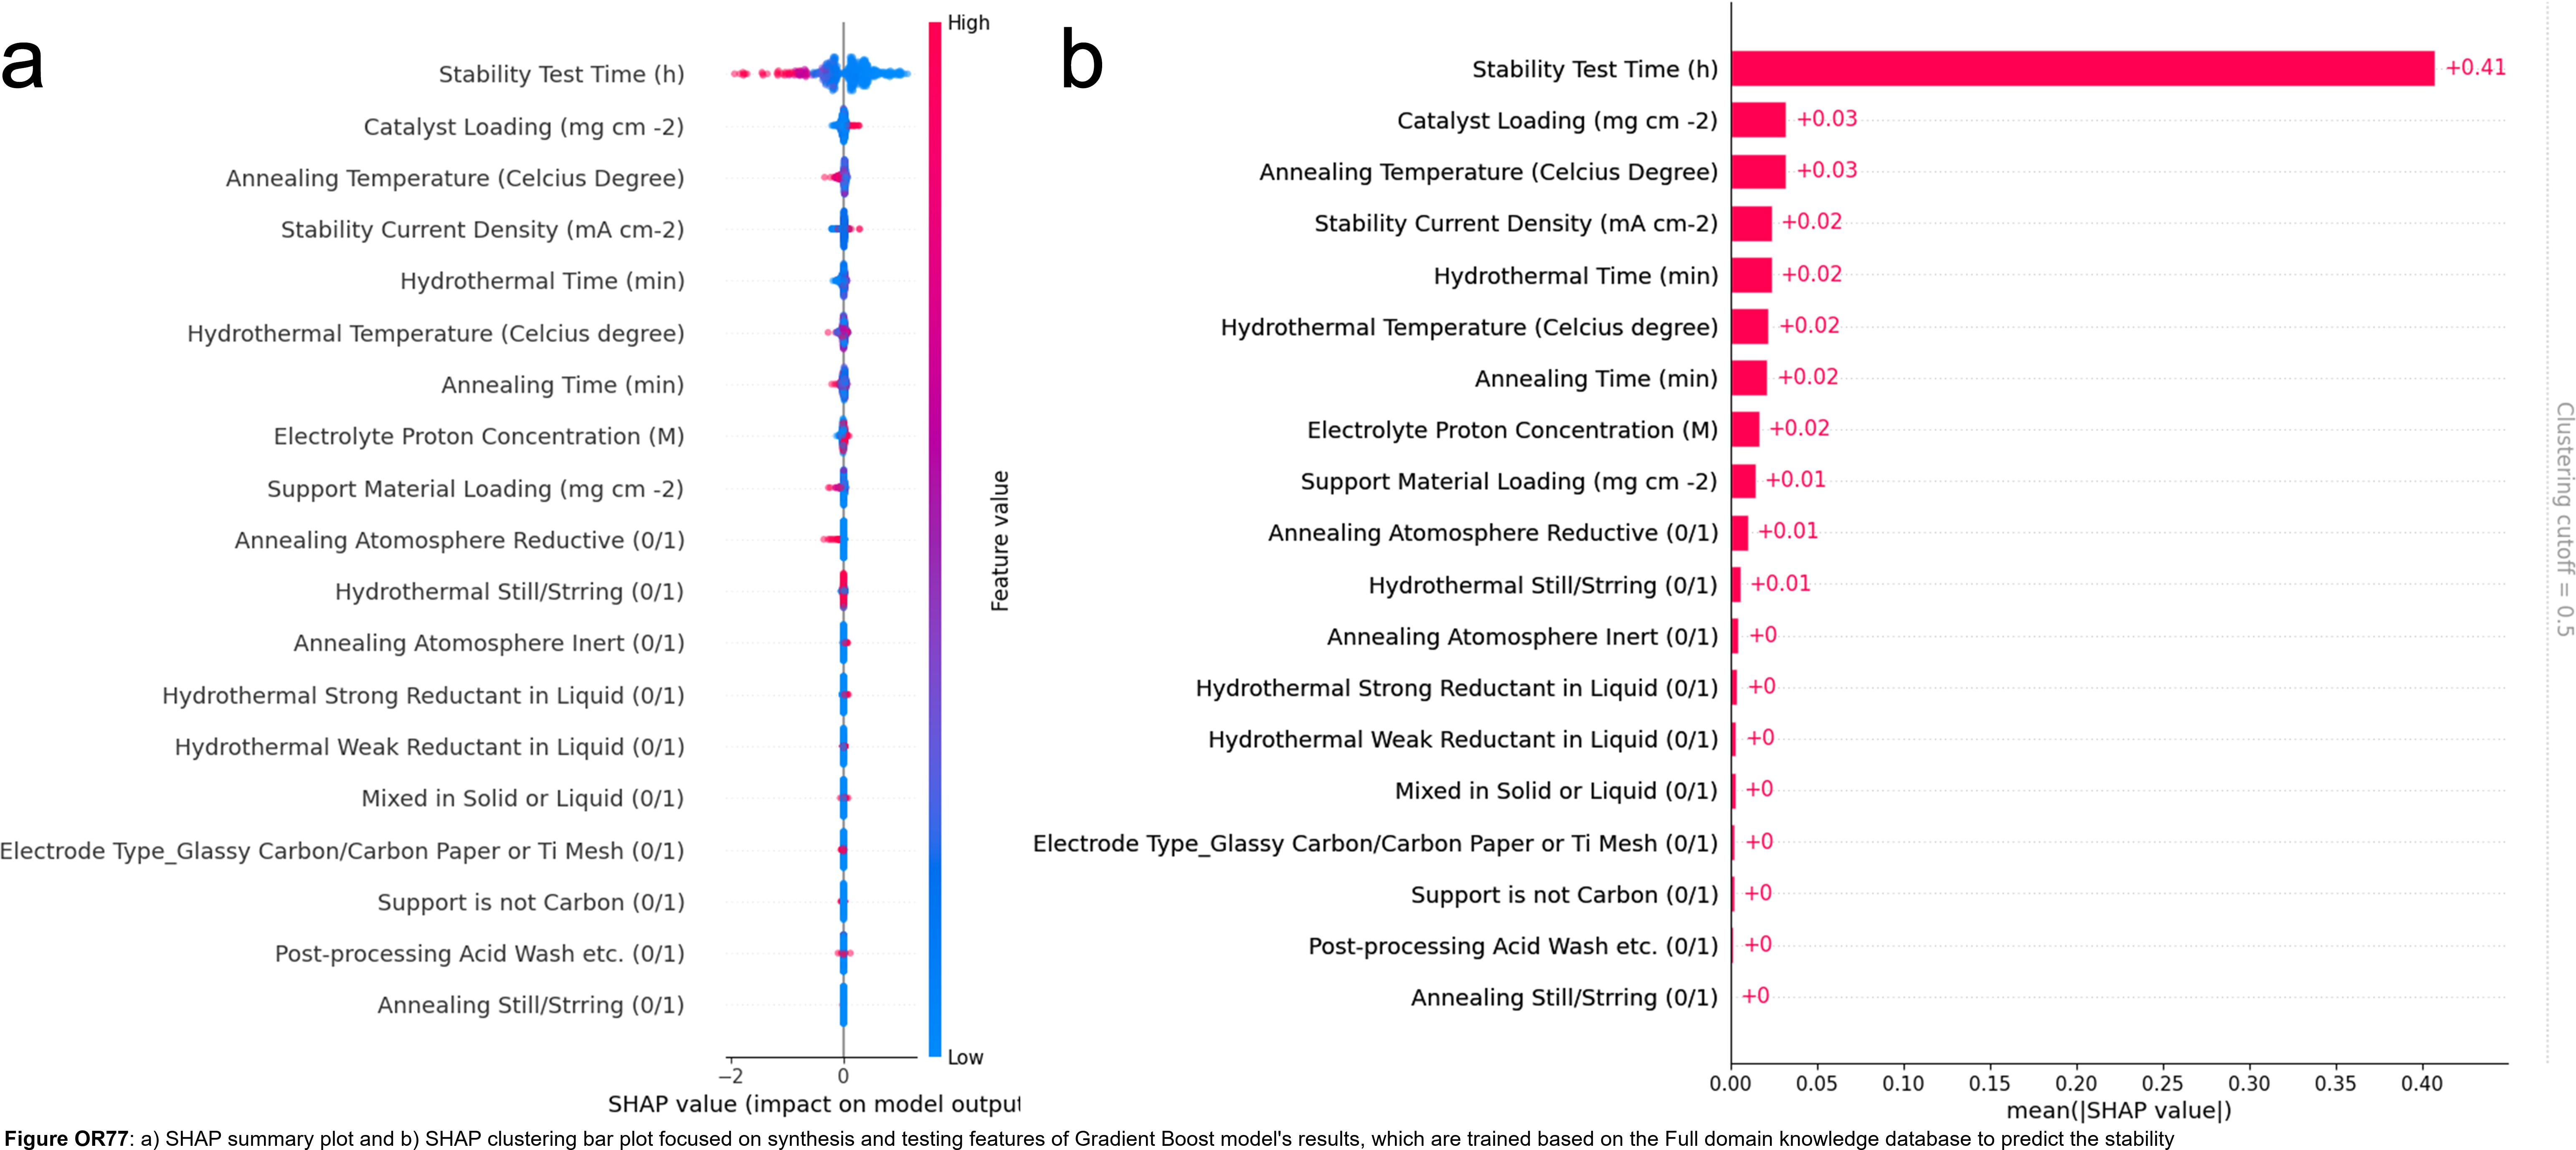 a
Stability Test Time (h)
Catalyst Loading (mg cm -2)
Annealing Temperature (Celcius Degree)
Stability Current Density (mA cm-2)
Hydrothermal Time (min)
Hydrothermal Temperature (Celcius degree)
Annealing Time (min)
Electrolyte Proton Concentration (M)
Support Material Loading (mg cm -2)
Annealing Atomosphere Reductive (0/1)
Hydrothermal Still/Strring (0/1)
Annealing Atomosphere Inert (0/1)
Hydrothermal Strong Reductant in Liquid (0/1)
Hydrothermal Weak Reductant in Liquid (0/1)
Mixed in Solid or Liquid (0/1)
Electrode Type_Glassy Carbon/Carbon Paper or Ti Mesh (0/1)
Support is not Carbon (0/1)
Post-processing Acid Wash etc. (0/1)
Annealing Still/Strring (0/1)
−2 0
SHAP value (impact on model output
High
Feature value
Low
b
Stability Test Time (h) +0.41
Catalyst Loading (mg cm -2) +0.03
Annealing Temperature (Celcius Degree) +0.03
Stability Current Density (mA cm-2) +0.02
Hydrothermal Time (min) +0.02
Hydrothermal Temperature (Celcius degree) +0.02
Annealing Time (min) +0.02
Electrolyte Proton Concentration (M) +0.02
Support Material Loading (mg cm -2) +0.01
Annealing Atomosphere Reductive (0/1) +0.01
Hydrothermal Still/Strring (0/1) +0.01
Annealing Atomosphere Inert (0/1) +0
Hydrothermal Strong Reductant in Liquid (0/1) +0
Hydrothermal Weak Reductant in Liquid (0/1) +0
Mixed in Solid or Liquid (0/1) +0
Electrode Type_Glassy Carbon/Carbon Paper or Ti Mesh (0/1) +0
Support is not Carbon (0/1) +0
Post-processing Acid Wash etc. (0/1) +0
Annealing Still/Strring (0/1) +0
0.00 0.05 0.10 0.15 0.20 0.25 0.30 0.35 0.40
mean(|SHAP value|)
Clustering cutoff = 0.5
Figure OR77: a) SHAP summary plot and b) SHAP clustering bar plot focused on synthesis and testing features of Gradient Boost model's results, which are trained based on the Full domain knowledge database to predict the stability